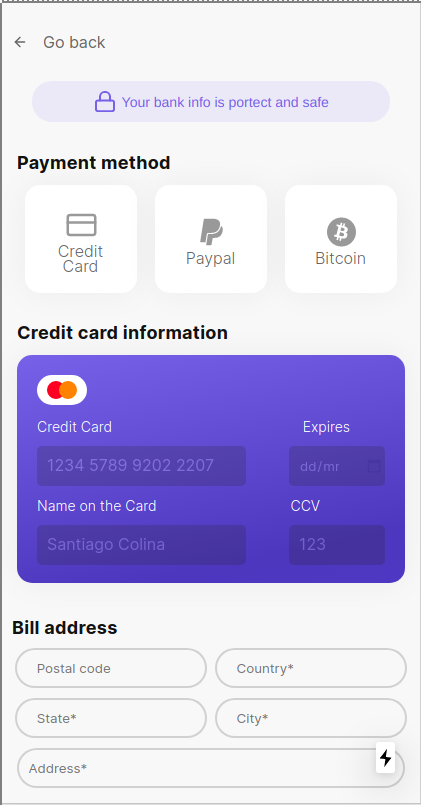 Go back
Your bank info is portect and safe
Payment method
Credit
Card
Paypal
Bitcoin
Credit card information
Credit Card
Expires
1234 5789 9202 2207
dd/mr
Name on the Card
CCV
Santiago Colina
123
Bill address
Postal code
Country*
State*
City*
Address*